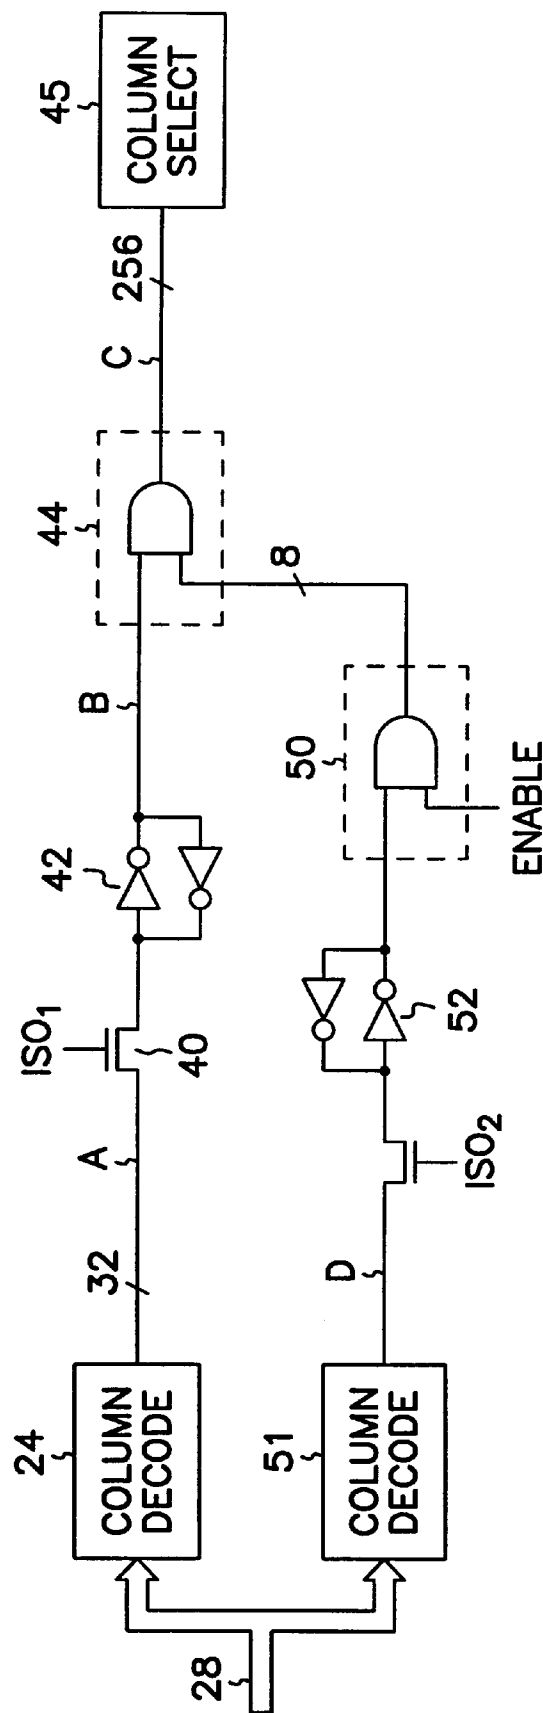 28
24
COLUMN
DECODE
32
A
ISO1
40
42
B
44
C
256
45
COLUMN
SELECT
51
COLUMN
DECODE
D
ISO2
52
50
ENABLE
8